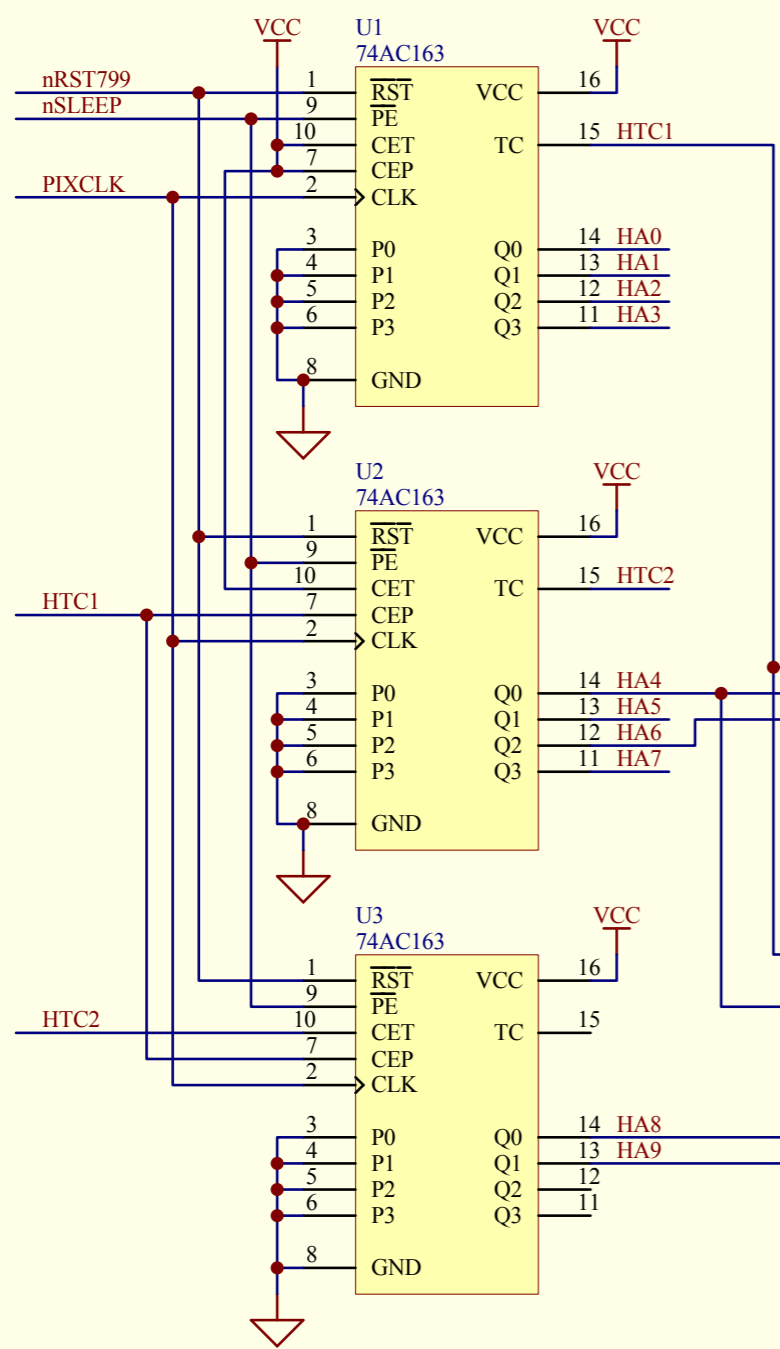 VCC U1 VCC
74AC163
nRST799 1 RST VCC 16
nSLEEP 9 PE
10 CET TC 15 HTC1
7 CEP
PIXCLK 2 CLK
3 P0 Q0 14 HA0
4 P1 Q1 13 HA1
5 P2 Q2 12 HA2
6 P3 Q3 11 HA3
8 GND
U2 VCC
74AC163
1 RST VCC 16
9 PE
10 CET TC 15 HTC2
HTC1 7 CEP
2 CLK
3 P0 Q0 14 HA4
4 P1 Q1 13 HA5
5 P2 Q2 12 HA6
6 P3 Q3 11 HA7
8 GND
U3 VCC
74AC163
1 RST VCC 16
9 PE
HTC2 10 CET TC 15
7 CEP
2 CLK
3 P0 Q0 14 HA8
4 P1 Q1 13 HA9
5 P2 Q2 12
6 P3 Q3 11
8 GND